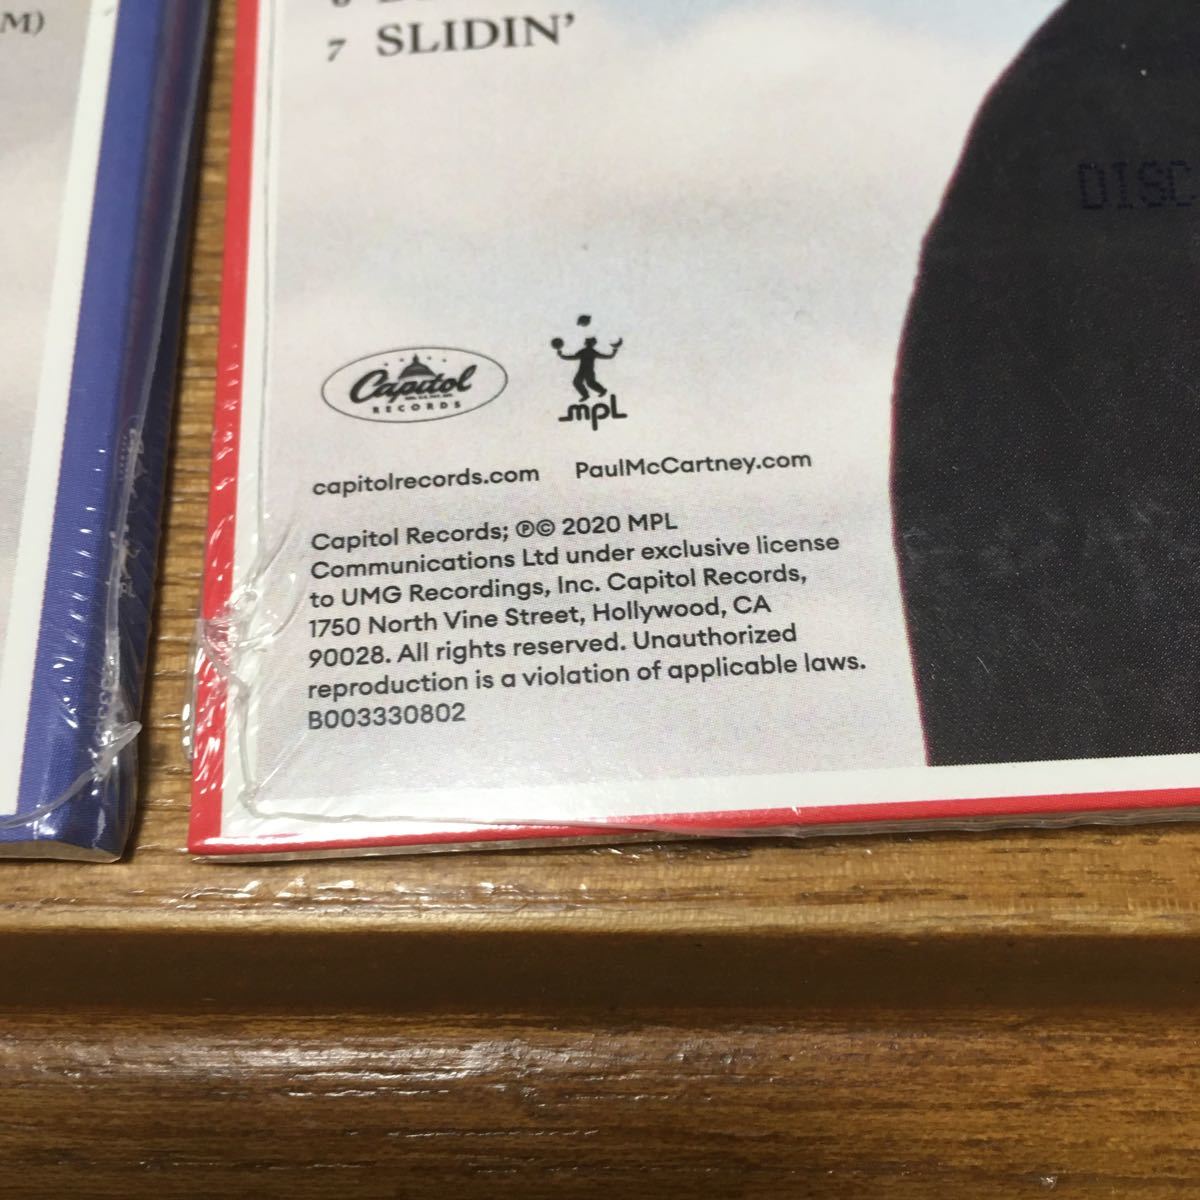 M)
7 SLIDIN'
DISC
Capitol
RECORDS
mpL
capitolrecords.com PaulMcCartney.com
Capitol Records; ℗© 2020 MPL
Communications Ltd under exclusive license
to UMG Recordings, Inc. Capitol Records,
1750 North Vine Street, Hollywood, CA
90028. All rights reserved. Unauthorized
reproduction is a violation of applicable laws.
B003330802